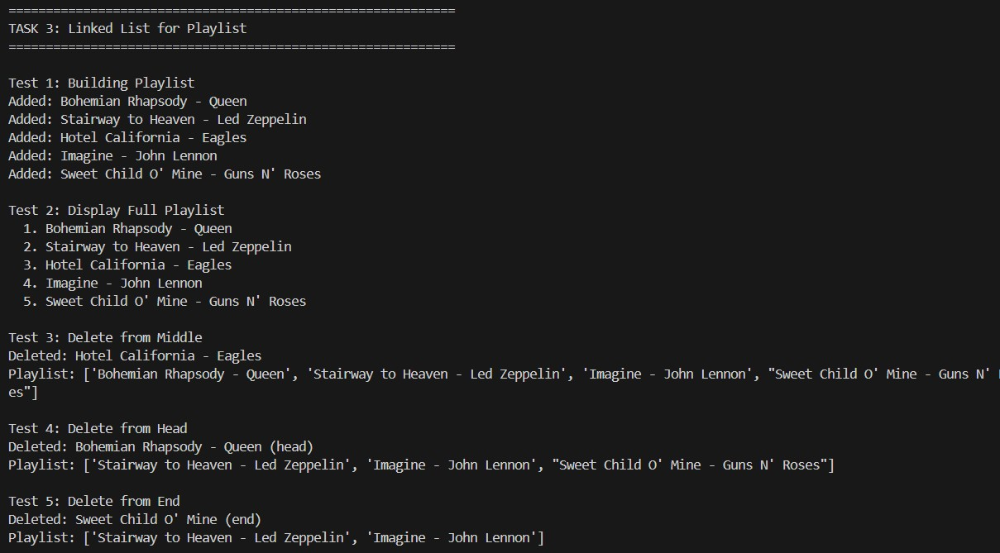 ============================================================
TASK 3: Linked List for Playlist
============================================================
Test 1: Building Playlist
Added: Bohemian Rhapsody - Queen
Added: Stairway to Heaven - Led Zeppelin
Added: Hotel California - Eagles
Added: Imagine - John Lennon
Added: Sweet Child O' Mine - Guns N' Roses
Test 2: Display Full Playlist
1. Bohemian Rhapsody - Queen
2. Stairway to Heaven - Led Zeppelin
3. Hotel California - Eagles
4. Imagine - John Lennon
5. Sweet Child O' Mine - Guns N' Roses
Test 3: Delete from Middle
Deleted: Hotel California - Eagles
Playlist: ['Bohemian Rhapsody - Queen', 'Stairway to Heaven - Led Zeppelin', 'Imagine - John Lennon', "Sweet Child O' Mine - Guns N'
es"]
Test 4: Delete from Head
Deleted: Bohemian Rhapsody - Queen (head)
Playlist: ['Stairway to Heaven - Led Zeppelin', 'Imagine - John Lennon', "Sweet Child O' Mine - Guns N' Roses"]
Test 5: Delete from End
Deleted: Sweet Child O' Mine (end)
Playlist: ['Stairway to Heaven - Led Zeppelin', 'Imagine - John Lennon']